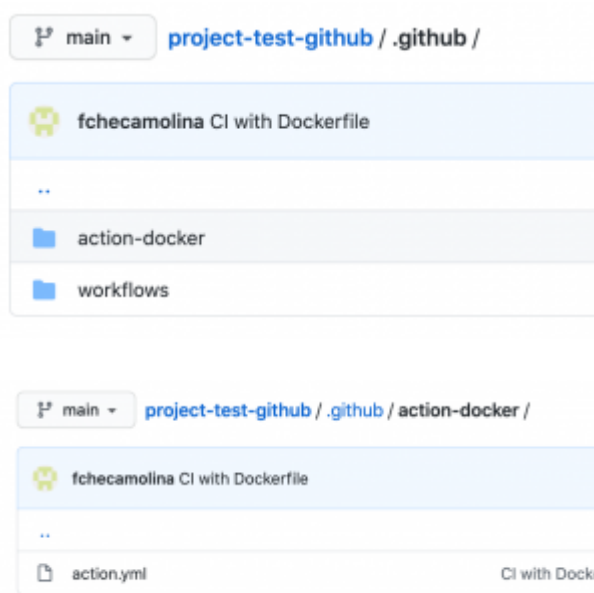 main project-test-github / .github /
fchecamolina CI with Dockerfile
..
action-docker
workflows
main project-test-github / .github / action-docker /
fchecamolina CI with Dockerfile
..
action.yml CI with Dock